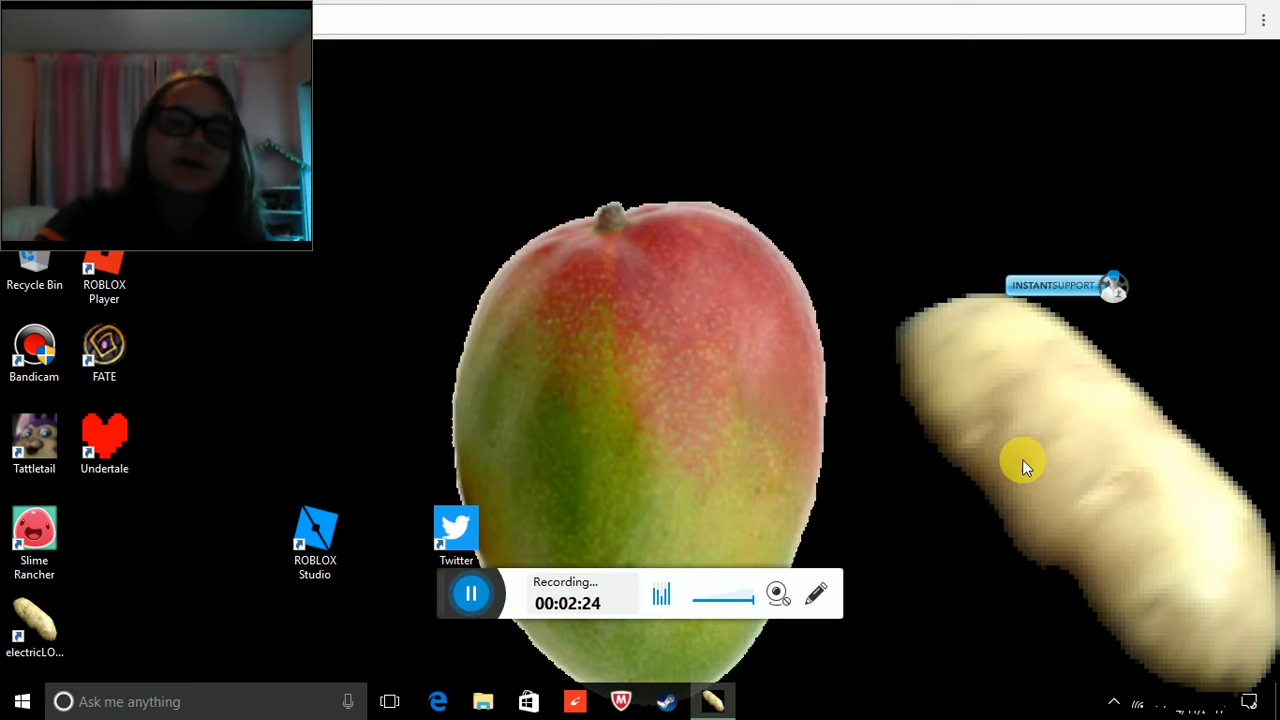 INSTANTSUPPORT
Recycle Bin
ROBLOX
Player
Bandicam
FATE
Tattletail
Undertale
Slime
Rancher
ROBLOX
Studio
Twitter
electricLO...
Recording...
00:02:24
Ask me anything